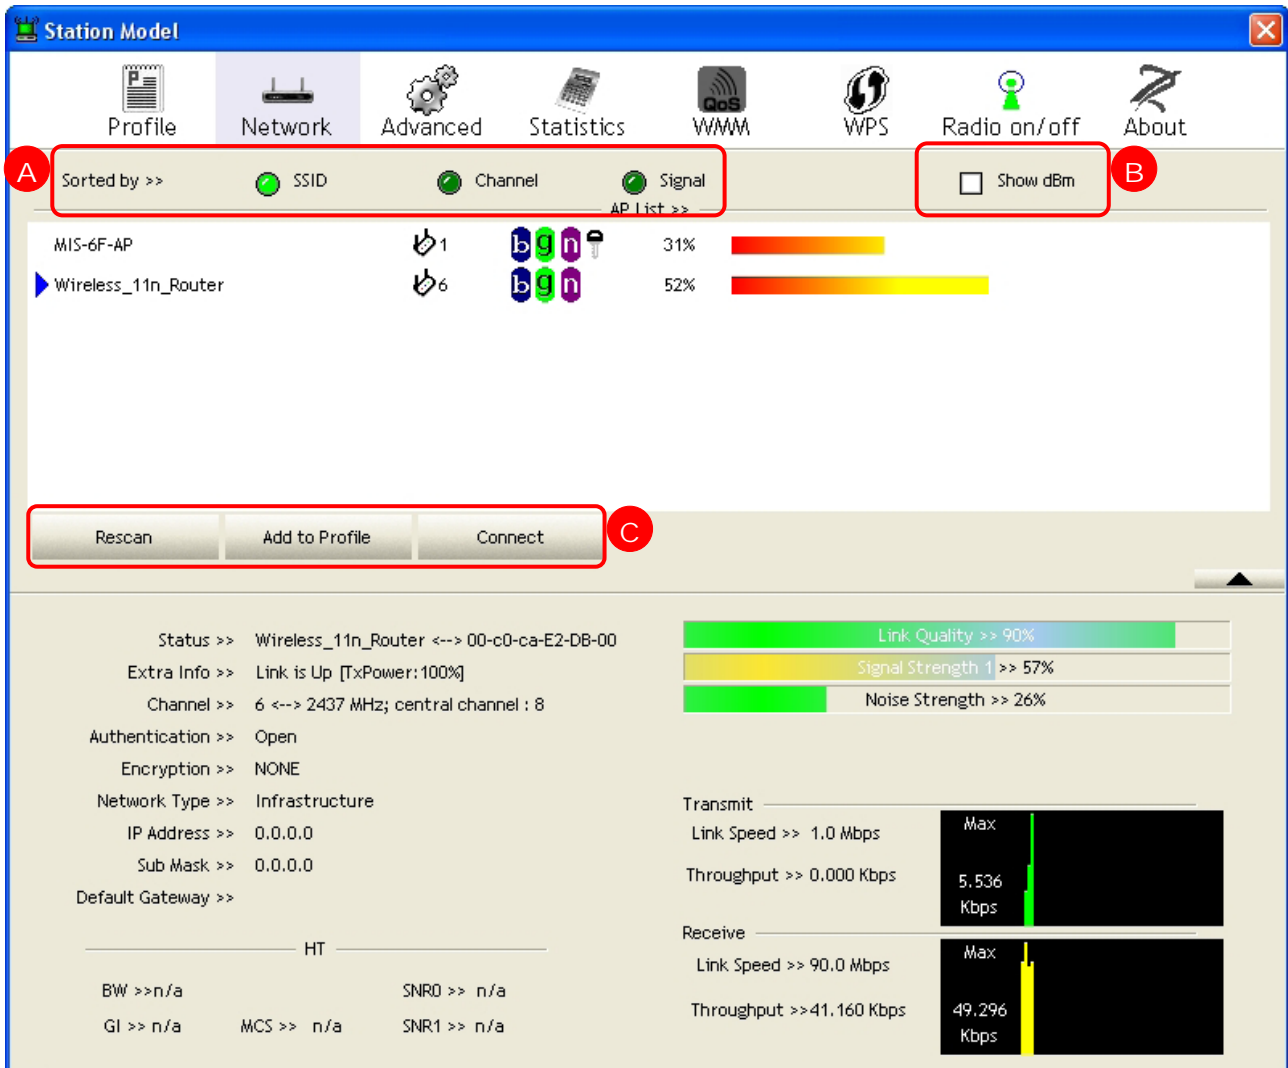 Station Model
Profile Network Advanced Statistics QoS WMM WPS Radio on/off About
A Sorted by >> SSID Channel Signal Show dBm B
AP List >>
MIS-6F-AP 1 b g n 31%
Wireless_11n_Router 6 b g n 52%
Rescan Add to Profile Connect C
Status >> Wireless_11n_Router <--> 00-c0-ca-E2-DB-00
Extra Info >> Link is Up [TxPower:100%]
Channel >> 6 <--> 2437 MHz; central channel : 8
Authentication >> Open
Encryption >> NONE
Network Type >> Infrastructure
IP Address >> 0.0.0.0
Sub Mask >> 0.0.0.0
Default Gateway >>
HT
BW >>n/a SNR0 >> n/a
GI >> n/a MCS >> n/a SNR1 >> n/a
Link Quality >> 90%
Signal Strength 1 >> 57%
Noise Strength >> 26%
Transmit
Link Speed >> 1.0 Mbps
Throughput >> 0.000 Kbps
Max
5.536
Kbps
Receive
Link Speed >> 90.0 Mbps
Throughput >>41.160 Kbps
Max
49.296
Kbps